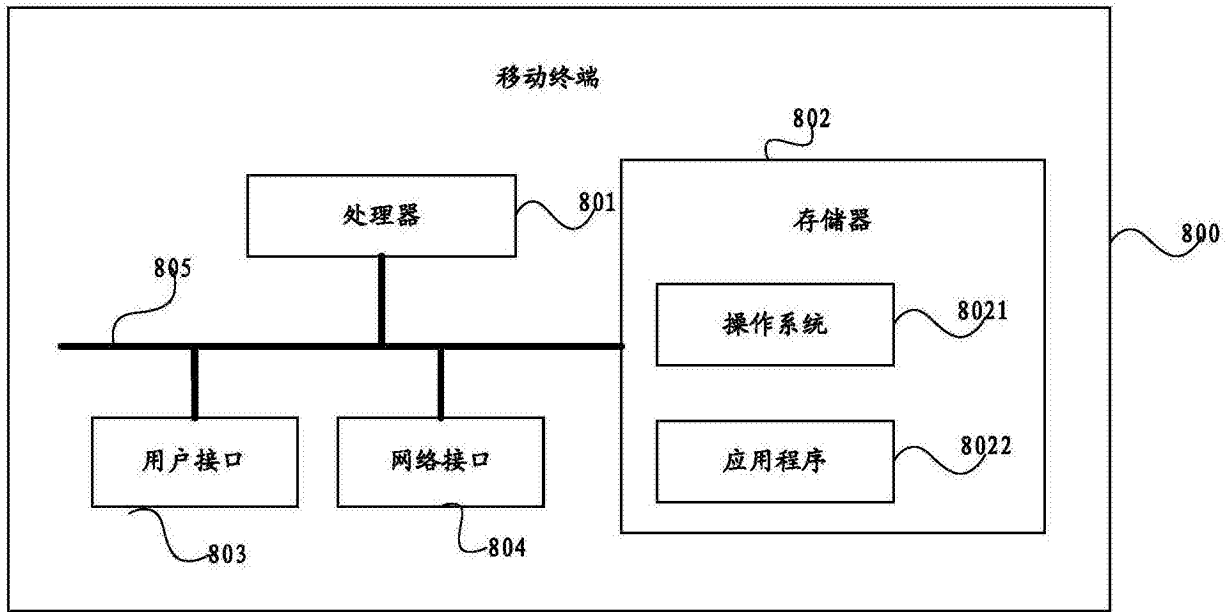 移动终端
802
处理器
801
存储器
800
805
操作系统
8021
用户接口
网络接口
应用程序
8022
803
804